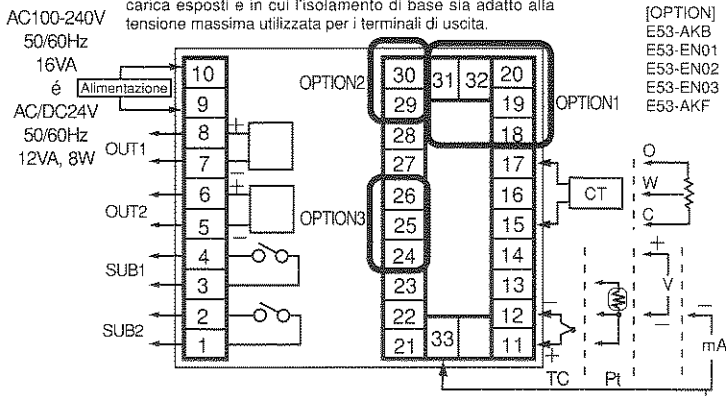 carica esposti e in cui l'isolamento di base sia adatto alla
tensione massima utilizzata per i terminali di uscita.
AC100-240V
50/60Hz
16VA
é
AC/DC24V
50/60Hz
12VA, 8W
Alimentazione
OUT1
OUT2
SUB1
SUB2
10
9
8
7
6
5
4
3
2
1
+
−
+
−
OPTION2
OPTION3
30
29
28
27
26
25
24
23
22
21
31
32
33
20
19
18
17
16
15
14
13
12
11
OPTION1
[OPTION]
E53-AKB
E53-EN01
E53-EN02
E53-EN03
E53-AKF
CT
O
W
C
+
V
−
−
mA
−
+
TC
Pt